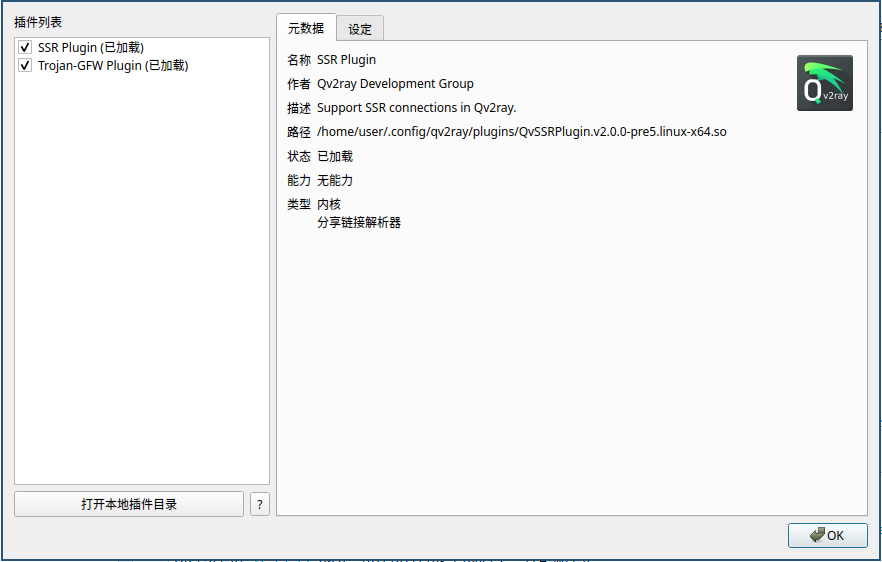 插件列表
SSR Plugin (已加载)
Trojan-GFW Plugin (已加载)
打开本地插件目录
?
元数据
设定
名称 SSR Plugin
作者 Qv2ray Development Group
描述 Support SSR connections in Qv2ray.
路径 /home/user/.config/qv2ray/plugins/QvSSRPlugin.v2.0.0-pre5.linux-x64.so
状态 已加载
能力 无能力
类型 内核
分享链接解析器
Qv2ray
OK